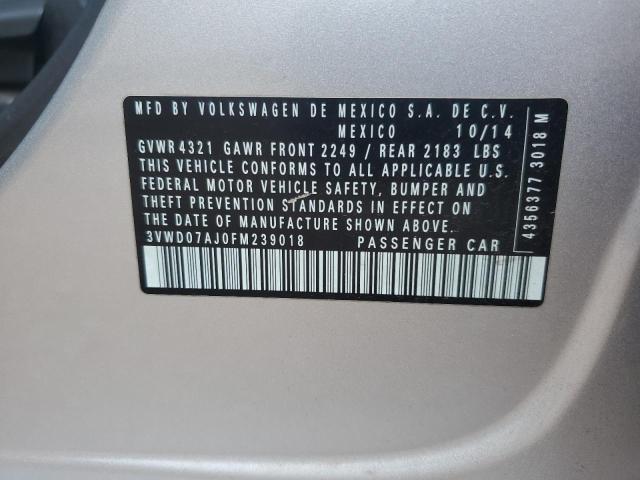 MFD BY VOLKSWAGEN DE MEXICO S.A. DE C.V.
MEXICO 10/14
GVWR 4321 GAWR FRONT 2249 / REAR 2183 LBS
THIS VEHICLE CONFORMS TO ALL APPLICABLE U.S.
FEDERAL MOTOR VEHICLE SAFETY, BUMPER AND
THEFT PREVENTION STANDARDS IN EFFECT ON
THE DATE OF MANUFACTURE SHOWN ABOVE.
3VWD07AJ0FM239018 PASSENGER CAR
4356377 3018 M